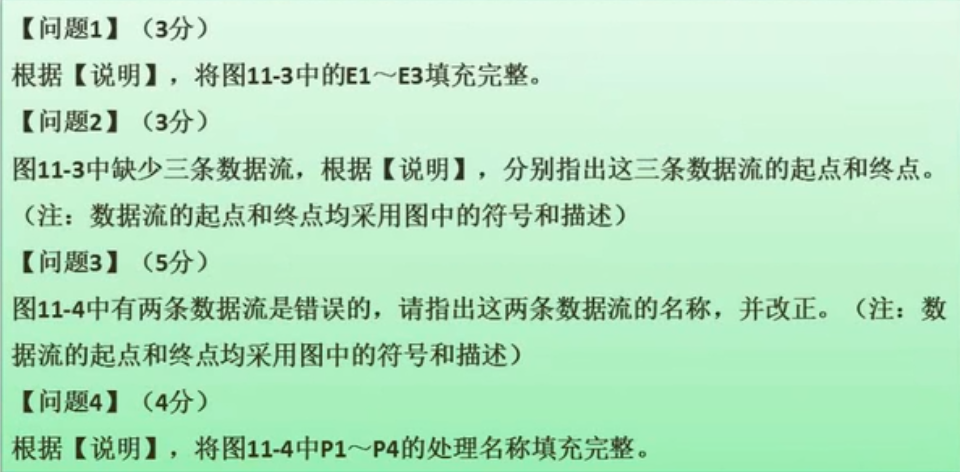 【问题1】（3分）
根据【说明】，将图11-3中的E1～E3填充完整。
【问题2】（3分）
图11-3中缺少三条数据流，根据【说明】，分别指出这三条数据流的起点和终点。
（注：数据流的起点和终点均采用图中的符号和描述）
【问题3】（5分）
图11-4中有两条数据流是错误的，请指出这两条数据流的名称，并改正。（注：数
据流的起点和终点均采用图中的符号和描述）
【问题4】（4分）
根据【说明】，将图11-4中P1～P4的处理名称填充完整。